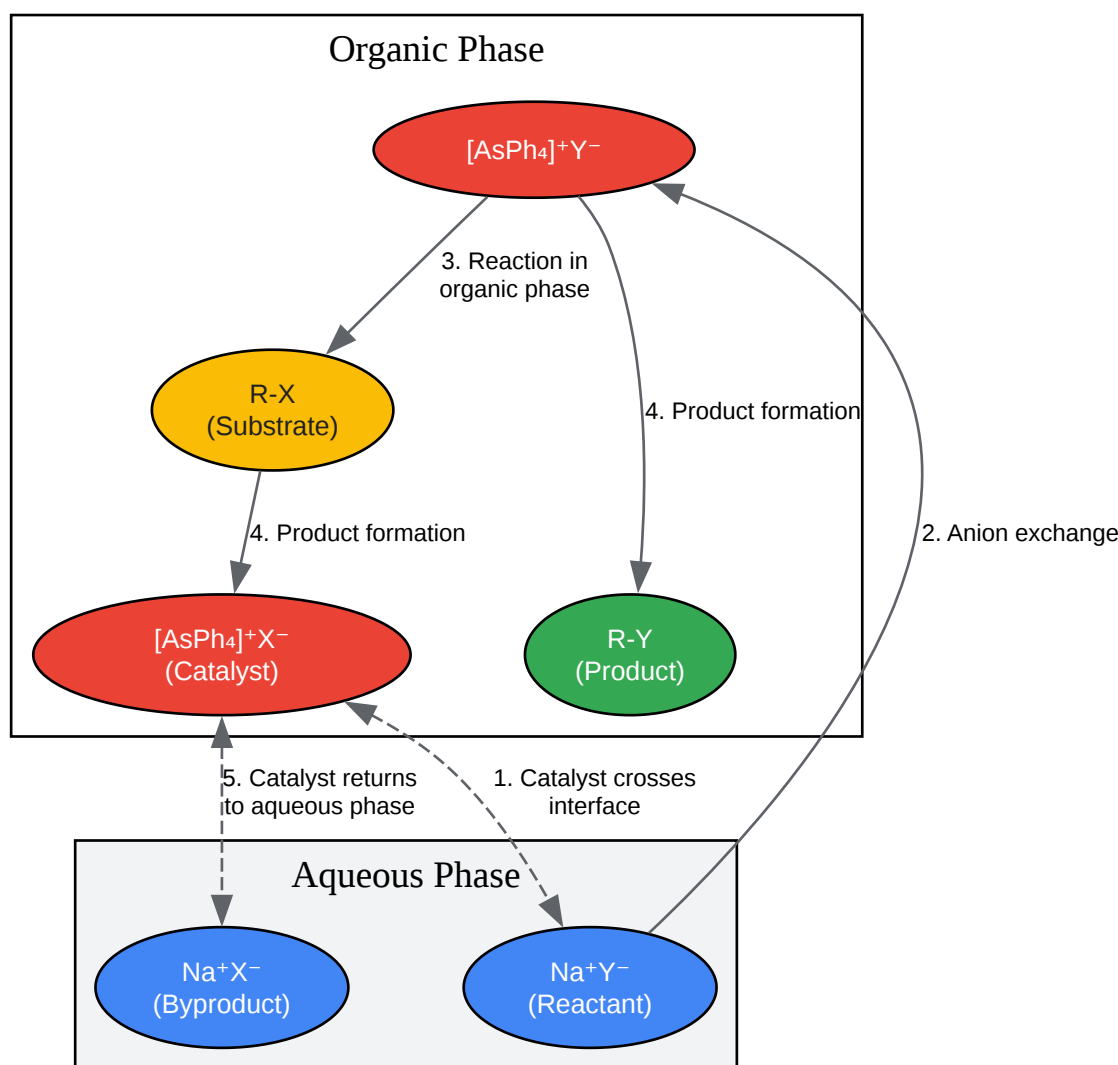 Organic Phase
[AsPh₄]⁺Y⁻
3. Reaction in
organic phase
R-X
(Substrate)
4. Product formation
4. Product formation
2. Anion exchange
[AsPh₄]⁺X⁻
(Catalyst)
R-Y
(Product)
5. Catalyst returns
to aqueous phase
1. Catalyst crosses
interface
Aqueous Phase
Na⁺X⁻
(Byproduct)
Na⁺Y⁻
(Reactant)